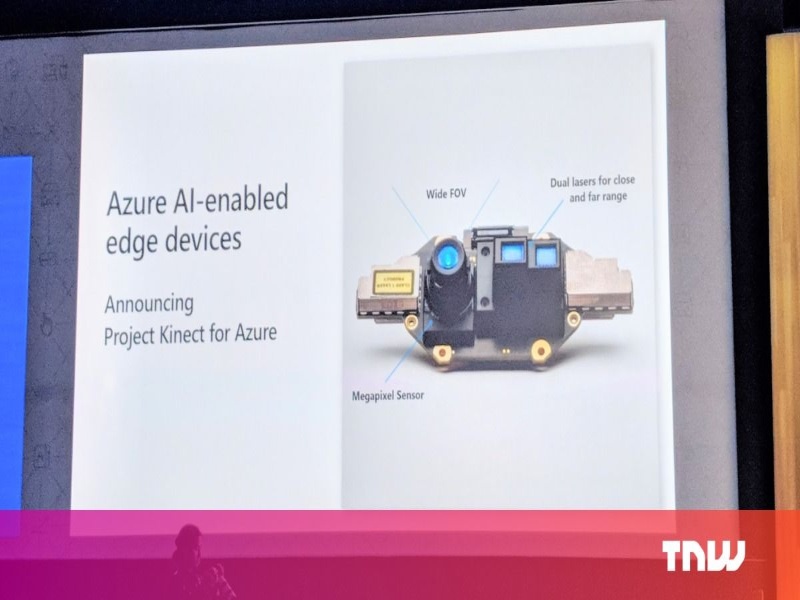 Azure AI-enabled
edge devices
Announcing
Project Kinect for Azure
Wide FOV
Dual lasers for close
and far range
Megapixel Sensor
TNW